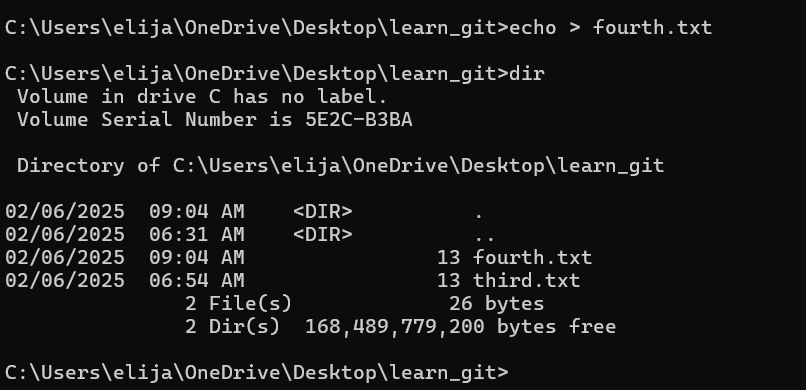 C:\Users\elija\OneDrive\Desktop\learn_git>echo > fourth.txt
C:\Users\elija\OneDrive\Desktop\learn_git>dir
Volume in drive C has no label.
Volume Serial Number is 5E2C-B3BA
Directory of C:\Users\elija\OneDrive\Desktop\learn_git
02/06/2025  09:04 AM    <DIR>          .
02/06/2025  06:31 AM    <DIR>          ..
02/06/2025  09:04 AM                13 fourth.txt
02/06/2025  06:54 AM                13 third.txt
2 File(s)             26 bytes
2 Dir(s)  168,489,779,200 bytes free
C:\Users\elija\OneDrive\Desktop\learn_git>